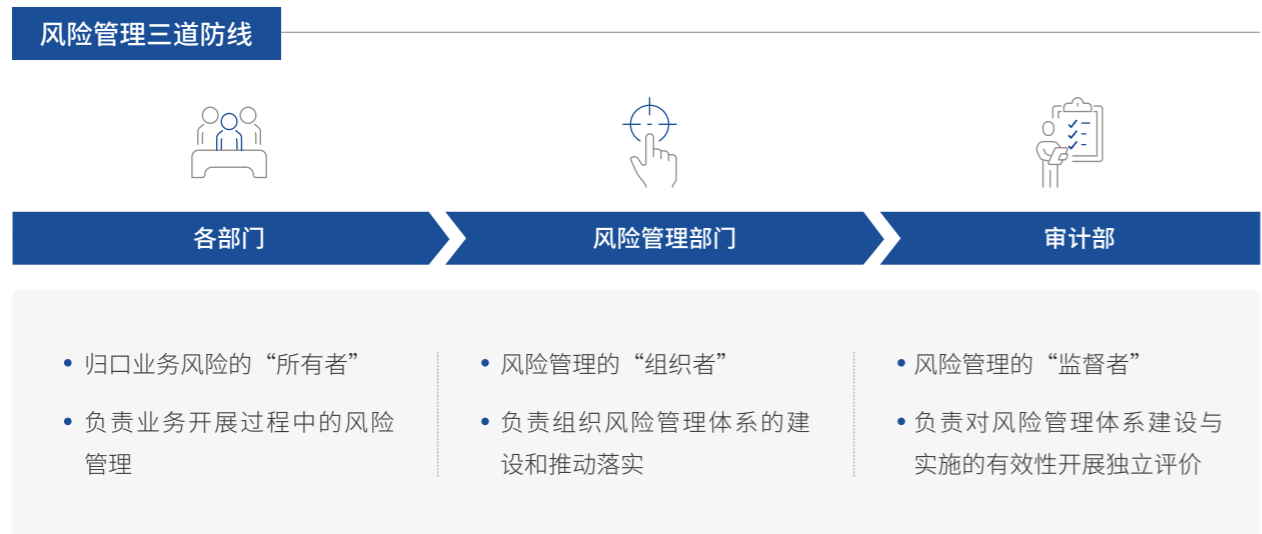 风险管理三道防线
各部门
风险管理部门
审计部
• 归口业务风险的“所有者”
• 负责业务开展过程中的风险
管理
• 风险管理的“组织者”
• 负责组织风险管理体系的建
设和推动落实
• 风险管理的“监督者”
• 负责对风险管理体系建设与
实施的有效性开展独立评价